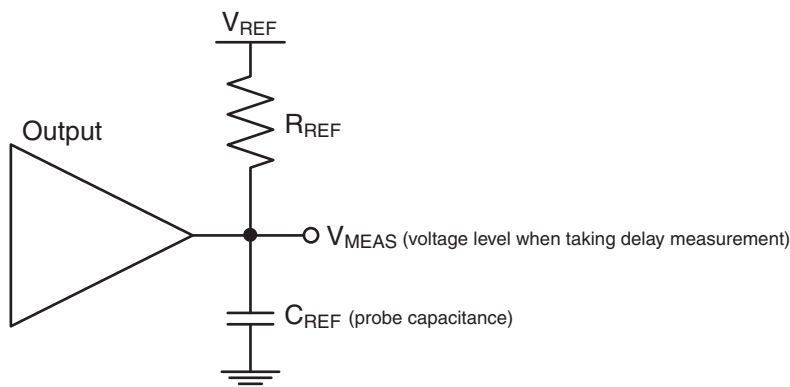 VREF
RREF
Output
VMEAS (voltage level when taking delay measurement)
CREF (probe capacitance)